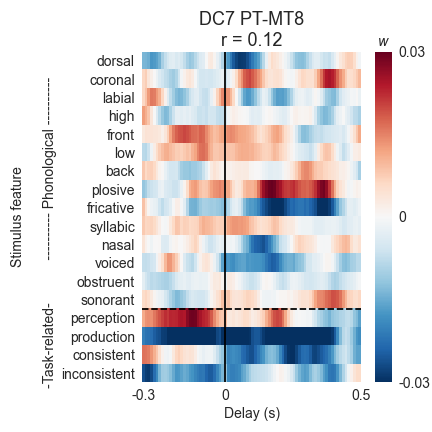 DC7 PT-MT8
r = 0.12
w
dorsal
coronal
labial
high
front
low
back
plosive
fricative
syllabic
nasal
voiced
obstruent
sonorant
perception
production
consistent
inconsistent
Stimulus feature
-Task-related- ---------- Phonological ----------
0.03
0
-0.03
-0.3 0 0.5
Delay (s)